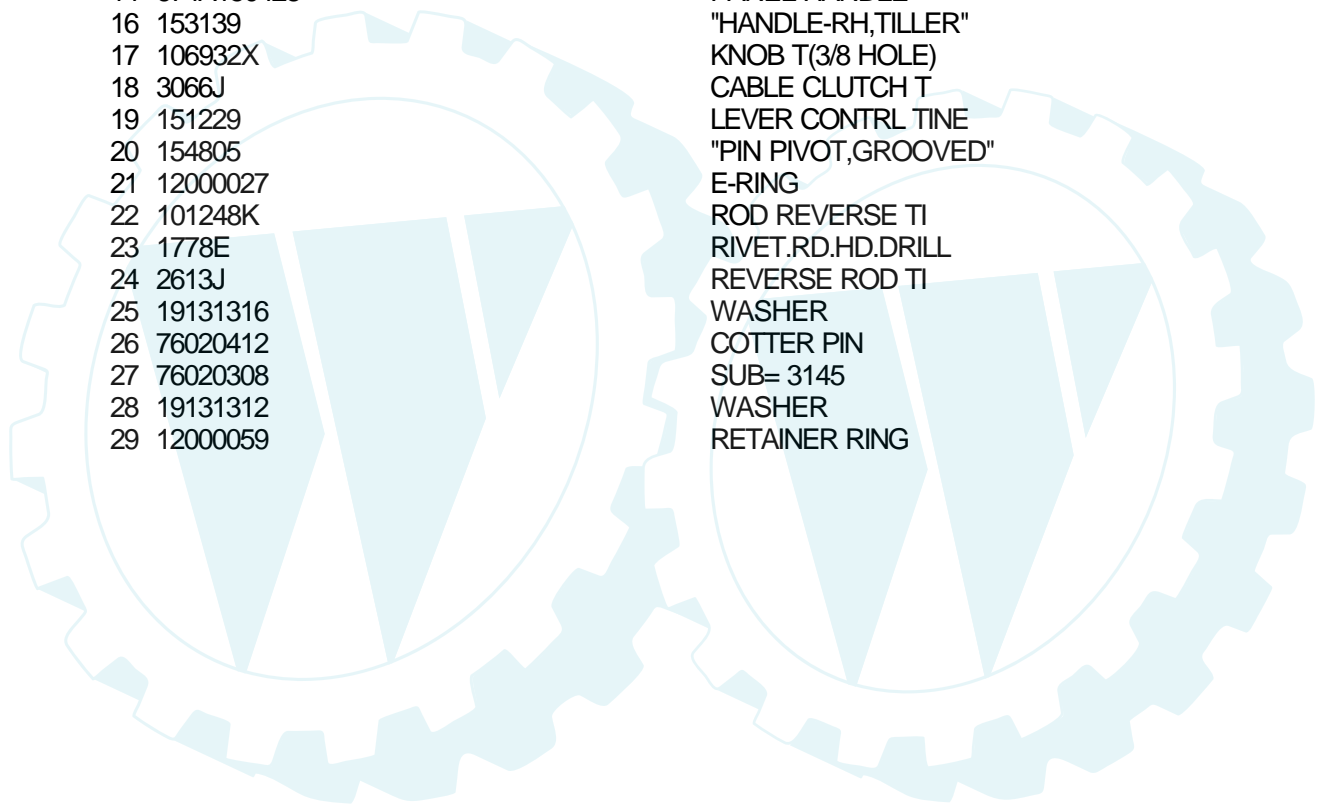 16 153139 "HANDLE-RH,TILLER"
17 106932X KNOB T(3/8 HOLE)
18 3066J CABLE CLUTCH T
19 151229 LEVER CONTRL TINE
20 154805 "PIN PIVOT,GROOVED"
21 12000027 E-RING
22 101248K ROD REVERSE TI
23 1778E RIVET.RD.HD.DRILL
24 2613J REVERSE ROD TI
25 19131316 WASHER
26 76020412 COTTER PIN
27 76020308 SUB= 3145
28 19131312 WASHER
29 12000059 RETAINER RING